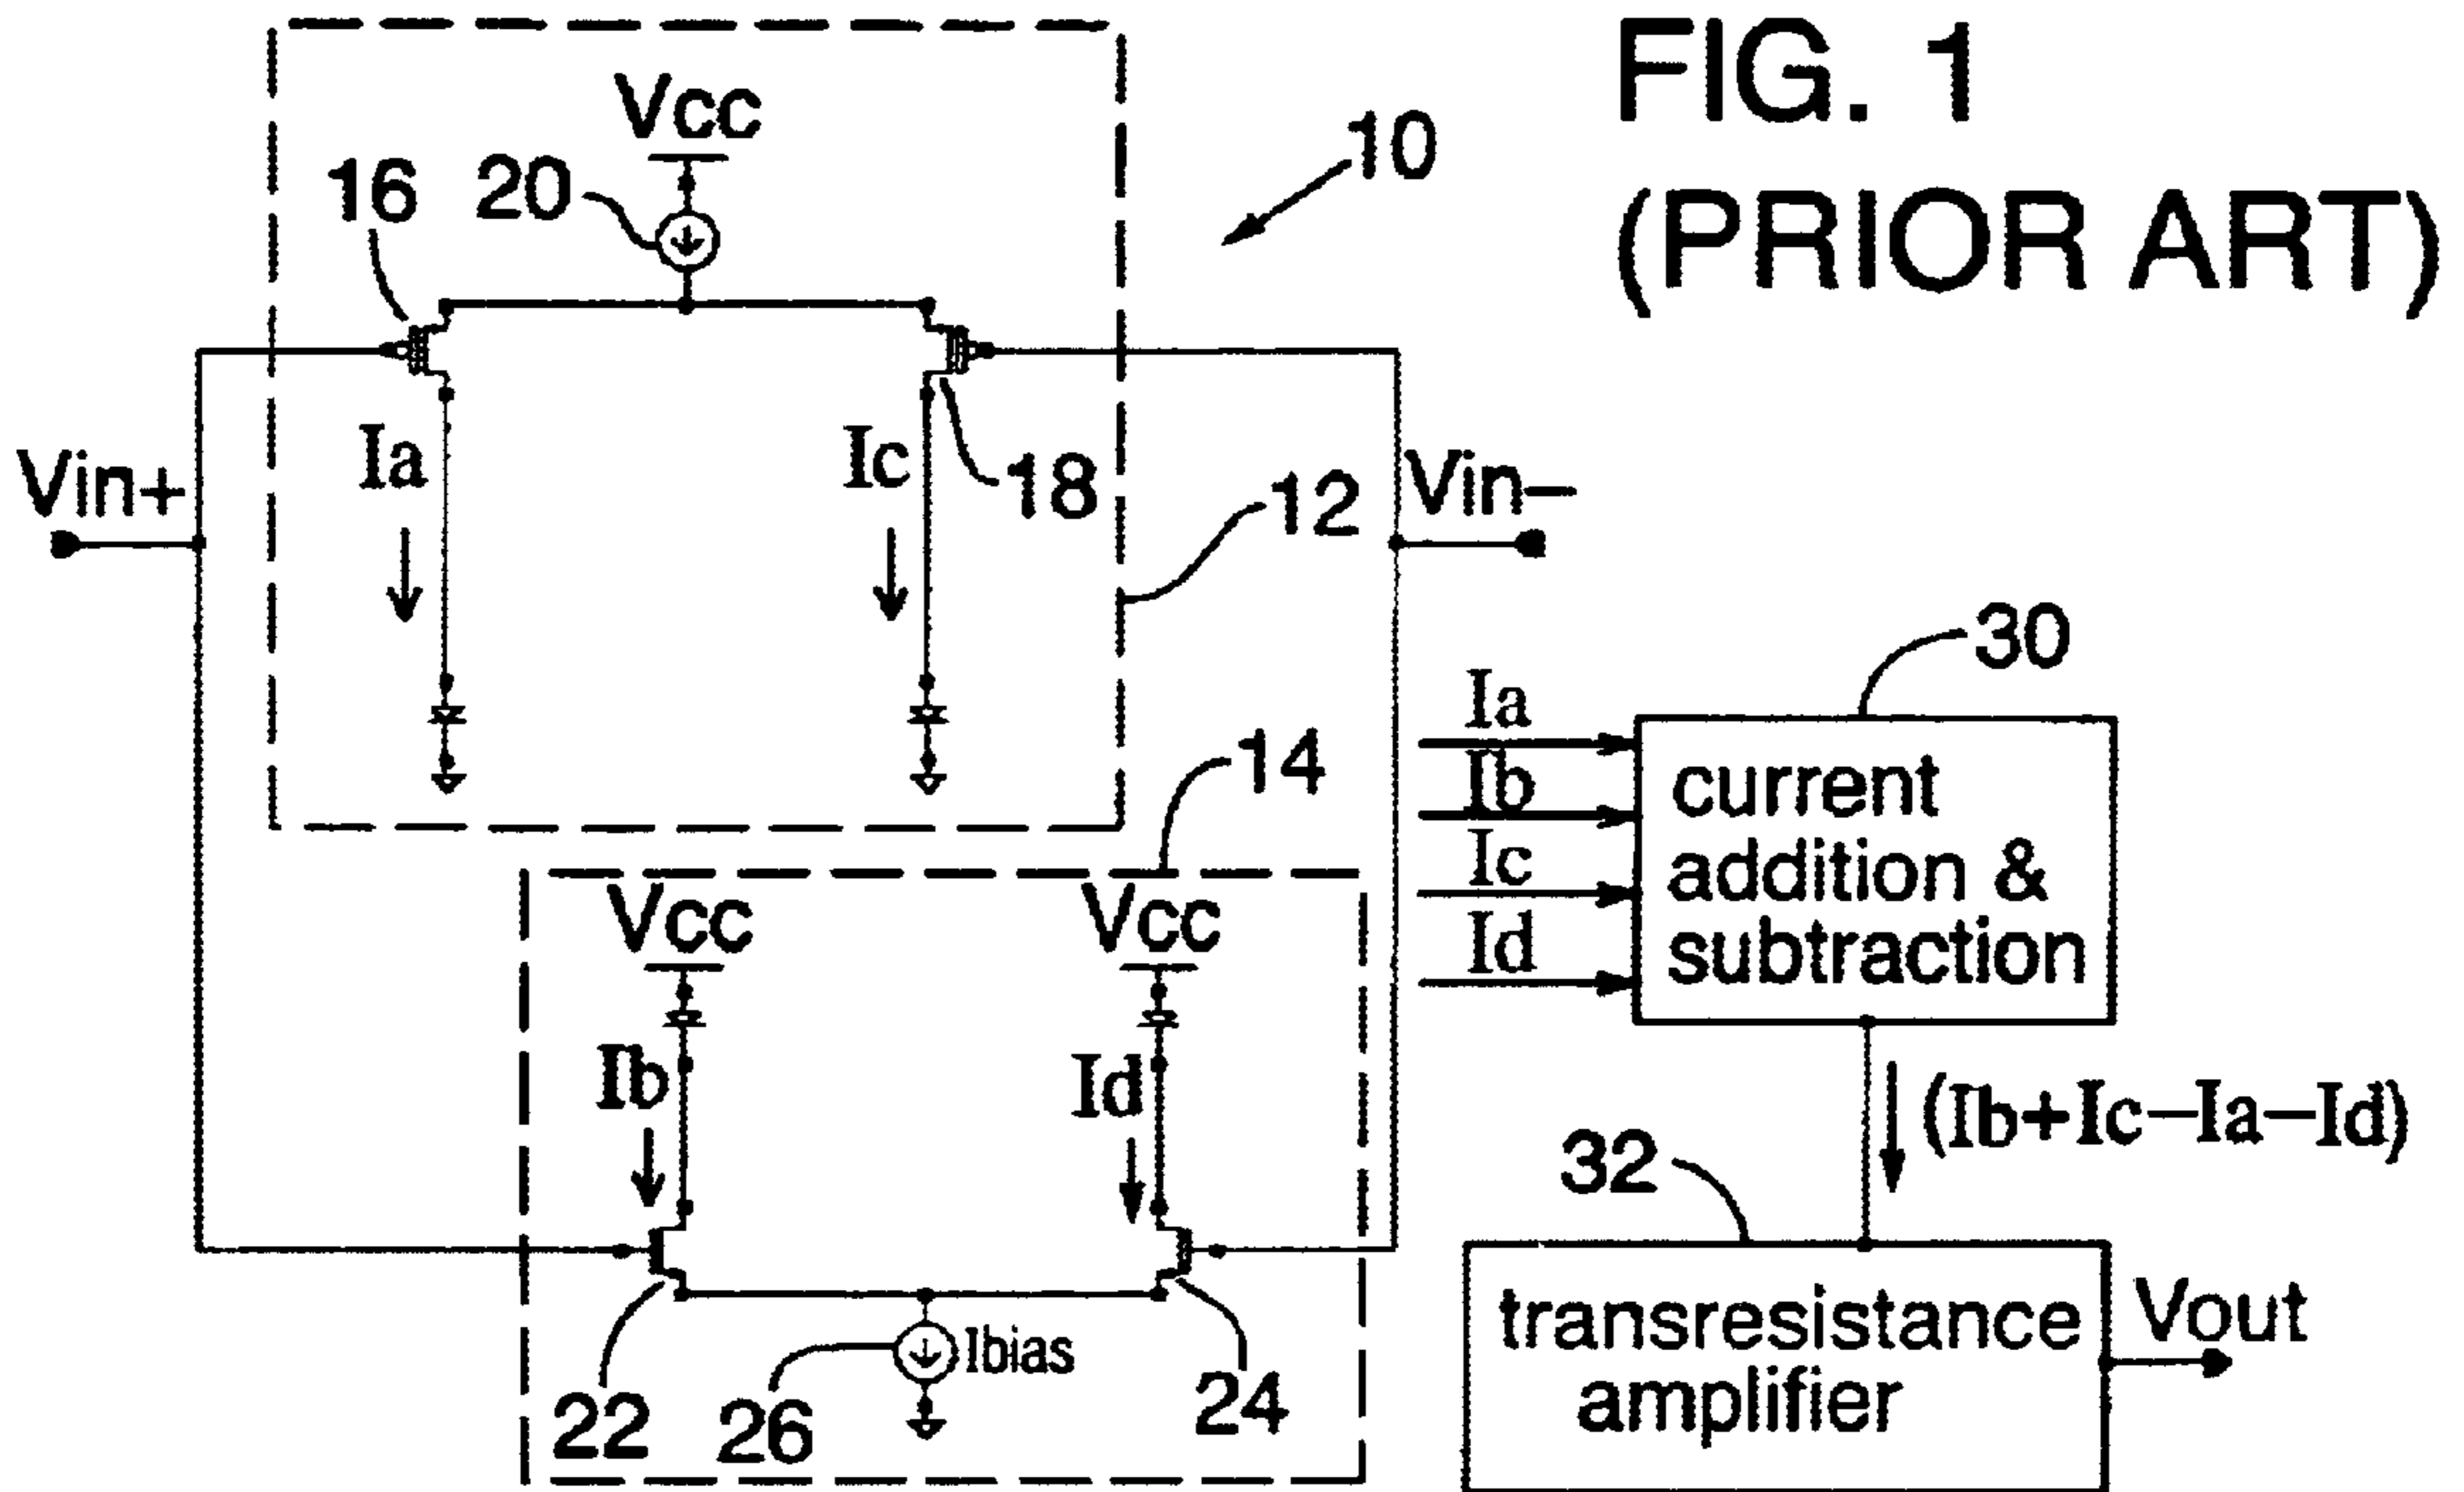 FIG. 1
(PRIOR ART)
10
Vcc
16
20
Ia
Ic
18
12
Vin+
Vin−
14
Vcc
Vcc
Ib
Id
Ibias
22
26
24
30
Ia
Ib
Ic
Id
current
addition &
subtraction
(Ib+Ic−Ia−Id)
32
transresistance
amplifier
Vout